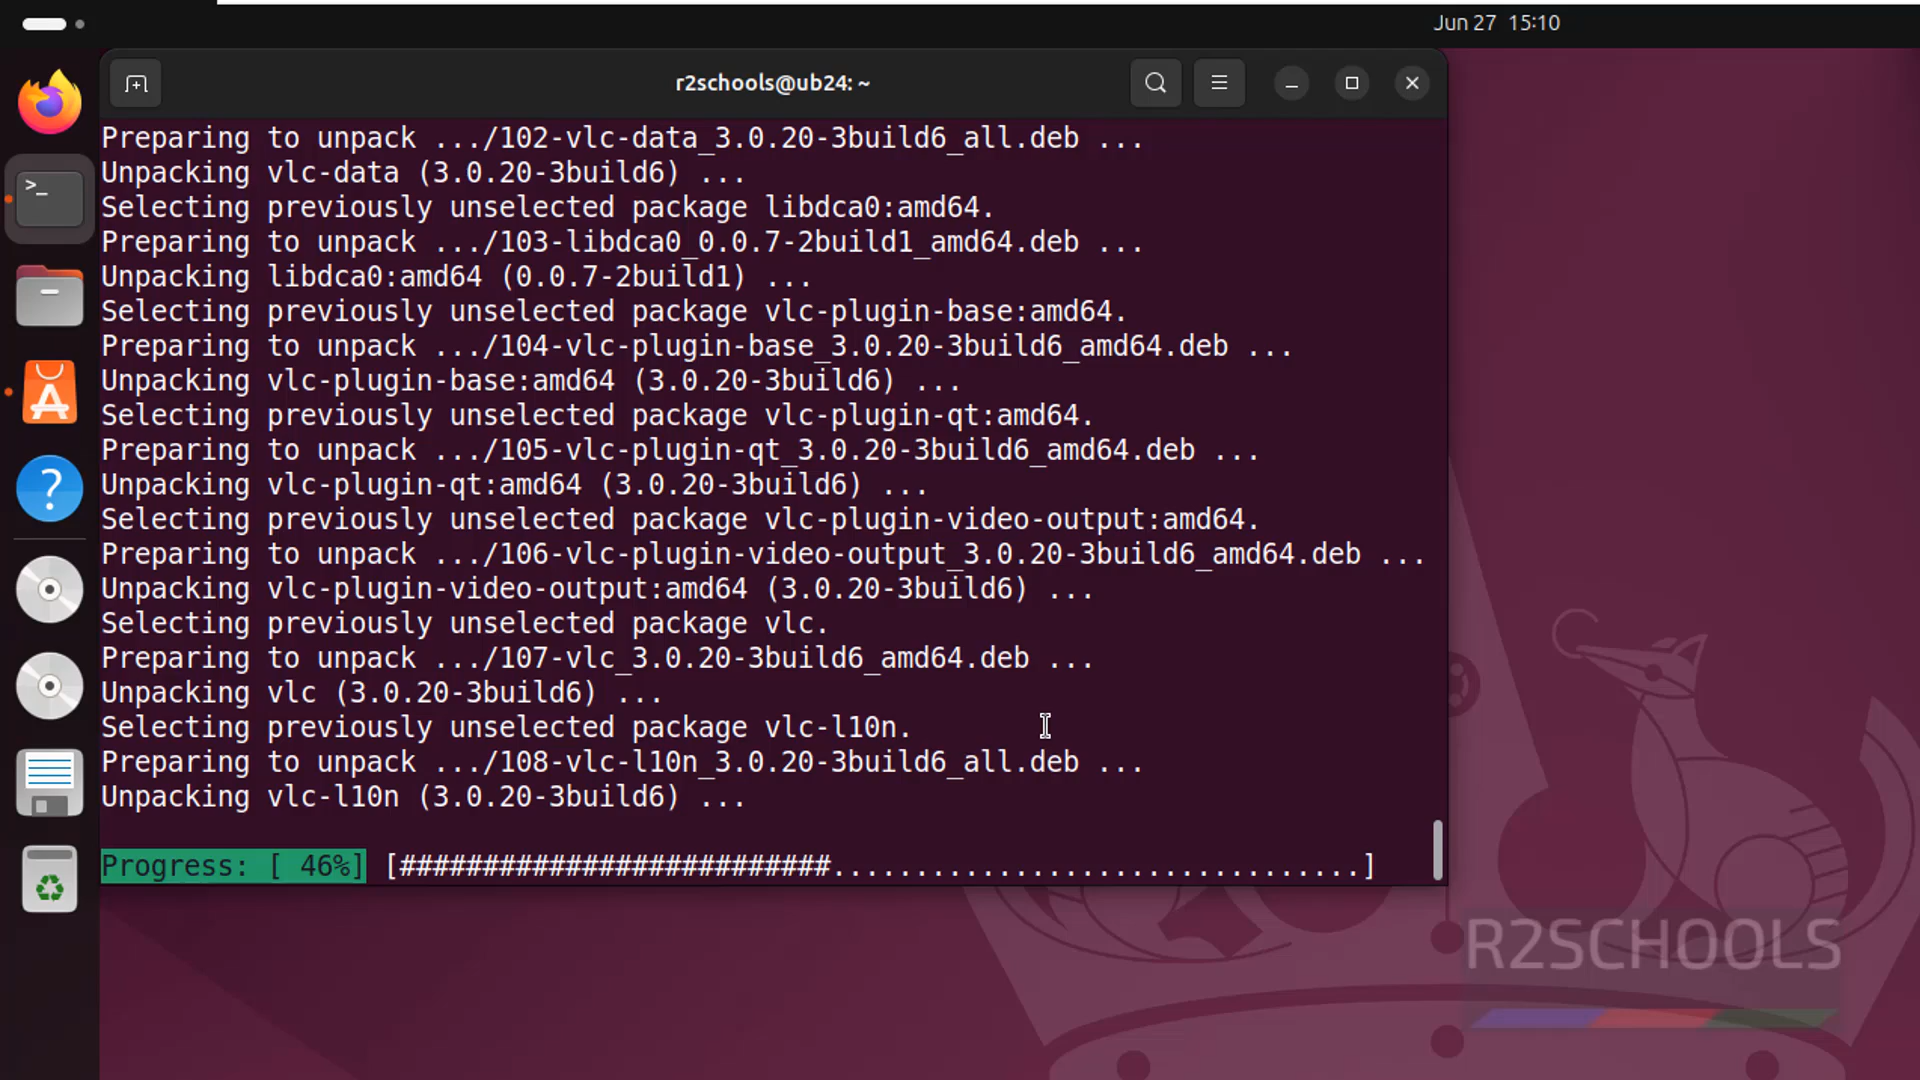 Jun 27 15:10
r2schools@ub24: ~
Preparing to unpack .../102-vlc-data_3.0.20-3build6_all.deb ...
Unpacking vlc-data (3.0.20-3build6) ...
Selecting previously unselected package libdca0:amd64.
Preparing to unpack .../103-libdca0_0.0.7-2build1_amd64.deb ...
Unpacking libdca0:amd64 (0.0.7-2build1) ...
Selecting previously unselected package vlc-plugin-base:amd64.
Preparing to unpack .../104-vlc-plugin-base_3.0.20-3build6_amd64.deb ...
Unpacking vlc-plugin-base:amd64 (3.0.20-3build6) ...
Selecting previously unselected package vlc-plugin-qt:amd64.
Preparing to unpack .../105-vlc-plugin-qt_3.0.20-3build6_amd64.deb ...
Unpacking vlc-plugin-qt:amd64 (3.0.20-3build6) ...
Selecting previously unselected package vlc-plugin-video-output:amd64.
Preparing to unpack .../106-vlc-plugin-video-output_3.0.20-3build6_amd64.deb ...
Unpacking vlc-plugin-video-output:amd64 (3.0.20-3build6) ...
Selecting previously unselected package vlc.
Preparing to unpack .../107-vlc_3.0.20-3build6_amd64.deb ...
Unpacking vlc (3.0.20-3build6) ...
Selecting previously unselected package vlc-l10n.
Preparing to unpack .../108-vlc-l10n_3.0.20-3build6_all.deb ...
Unpacking vlc-l10n (3.0.20-3build6) ...
Progress: [ 46%] [##########################................................]
R2SCHOOLS